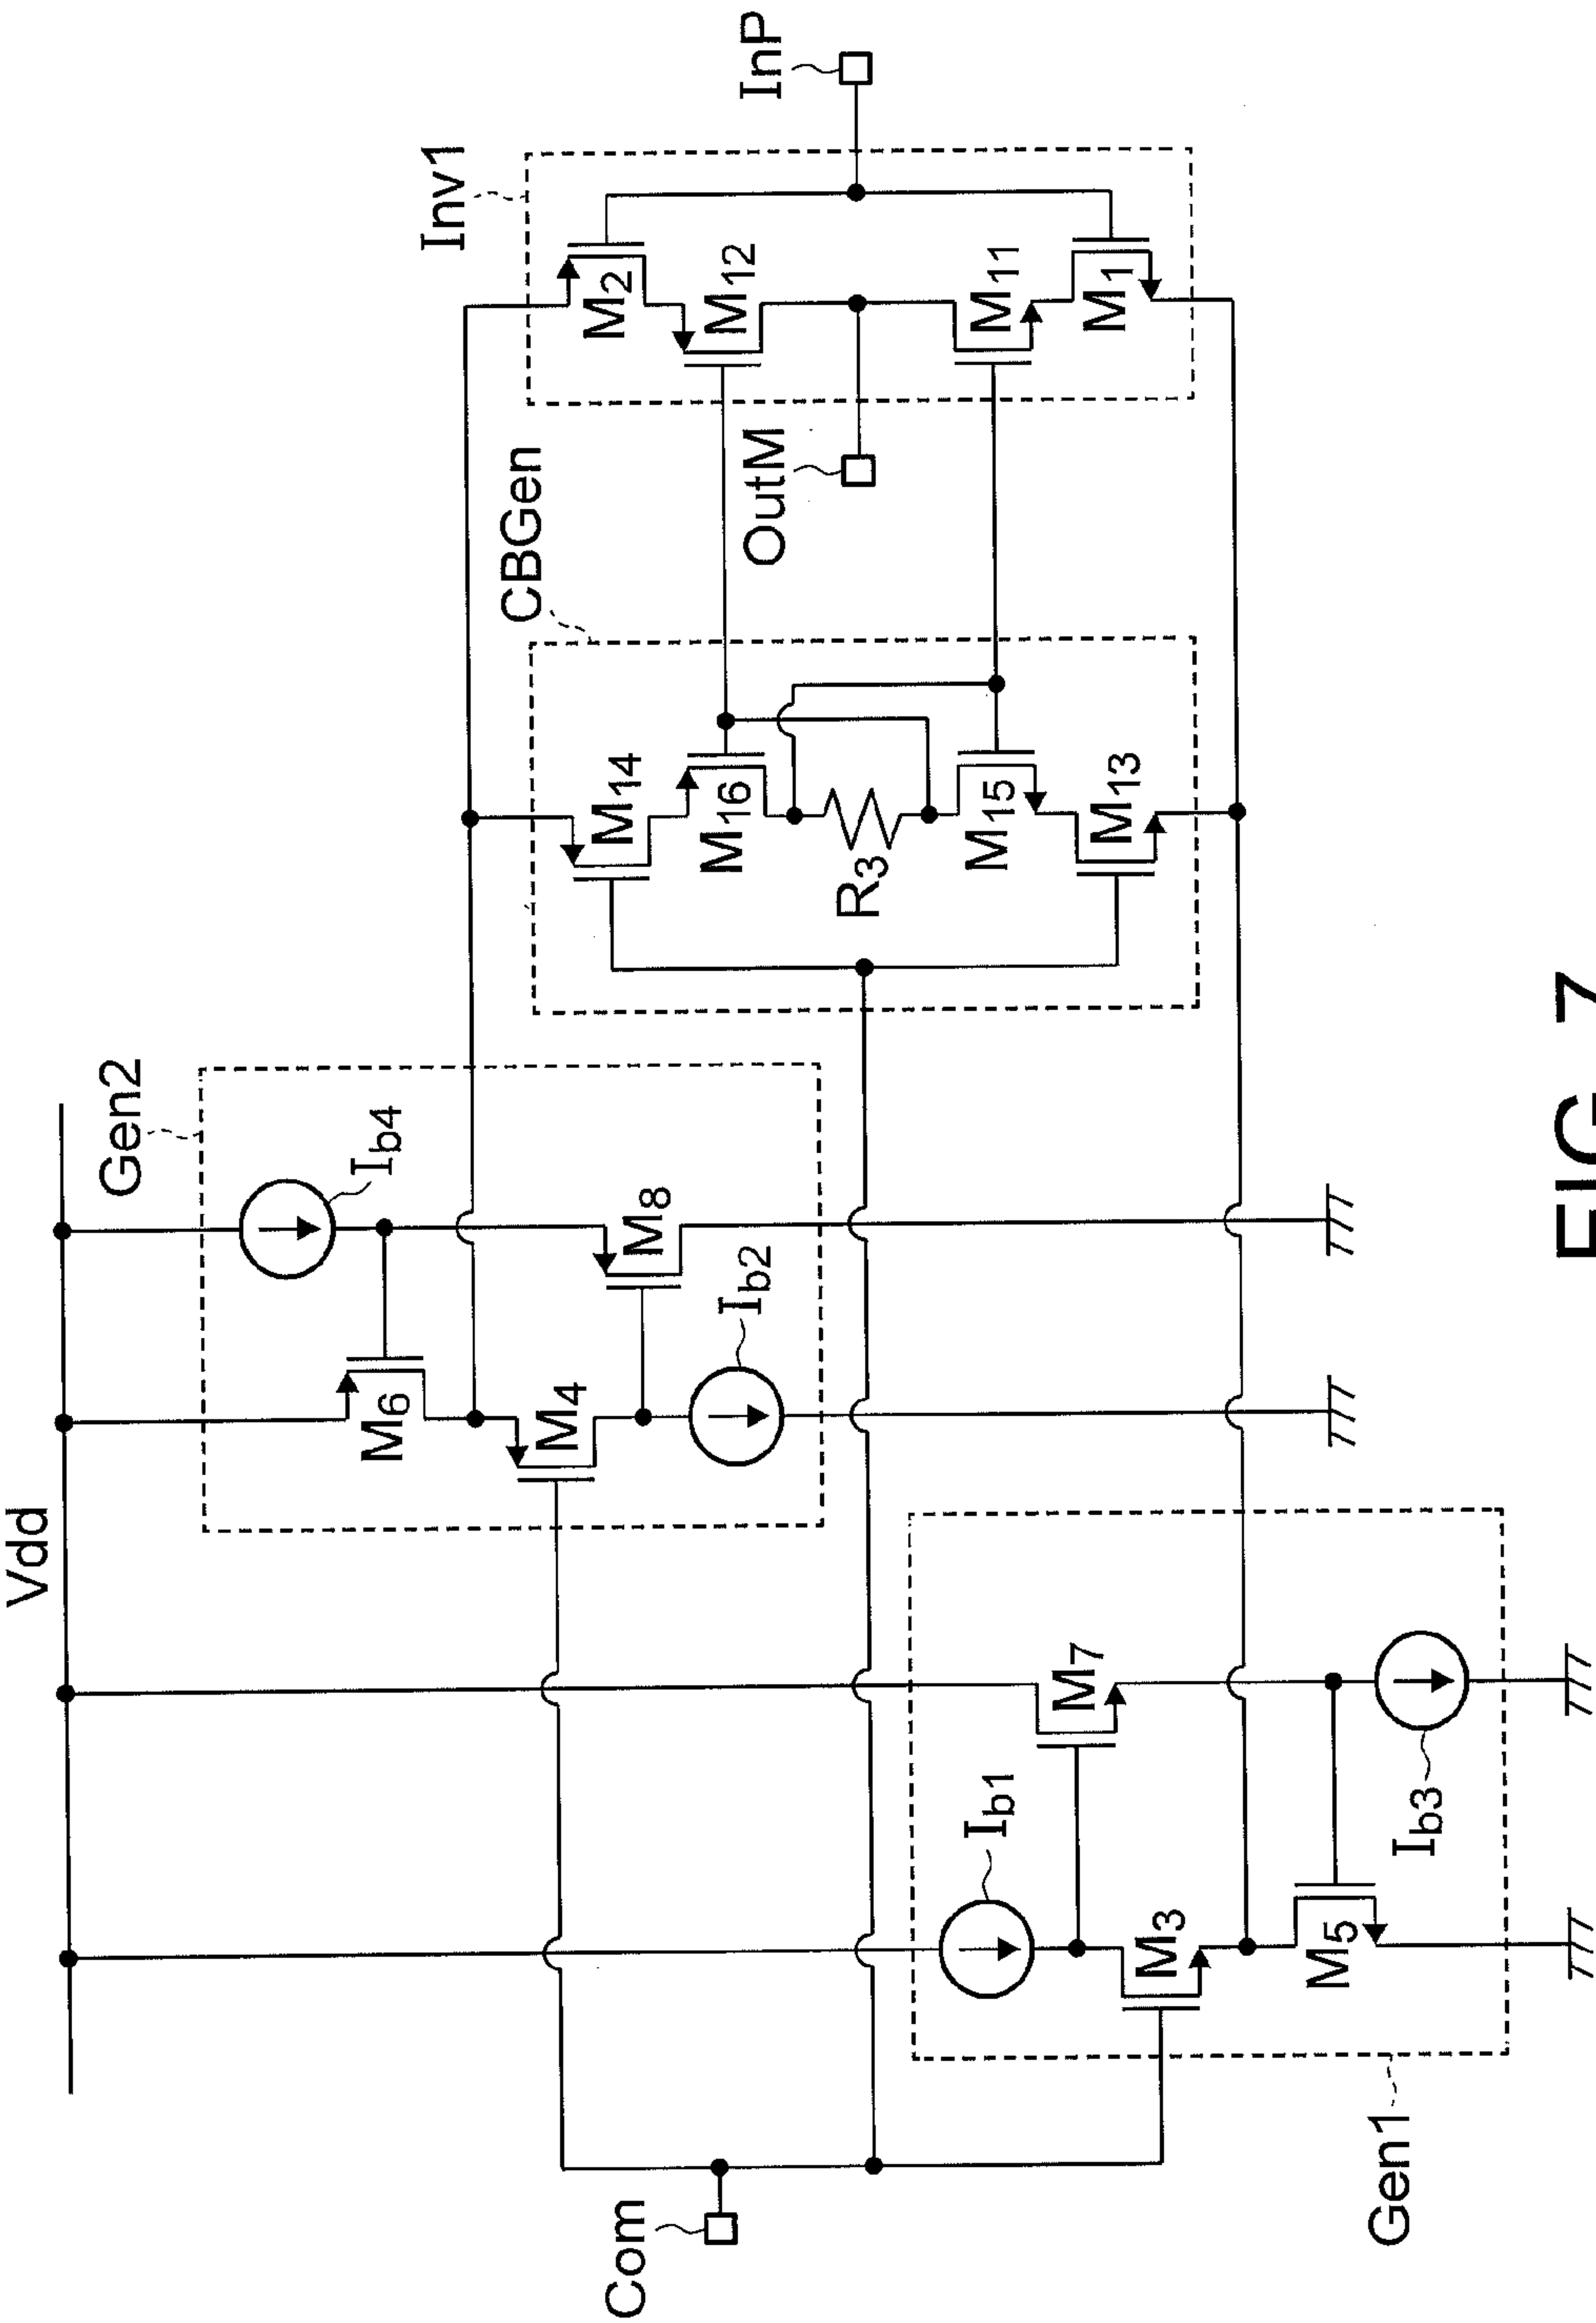 Vdd
Gen2
Ib4
M8
M6
M4
Ib2
Inv1
InP
M2
M12
M11
M1
OutM
CBGen
M14
M16
R3
M15
M13
Com
Gen1
M7
Ib1
M3
M5
Ib3
FIG. 7